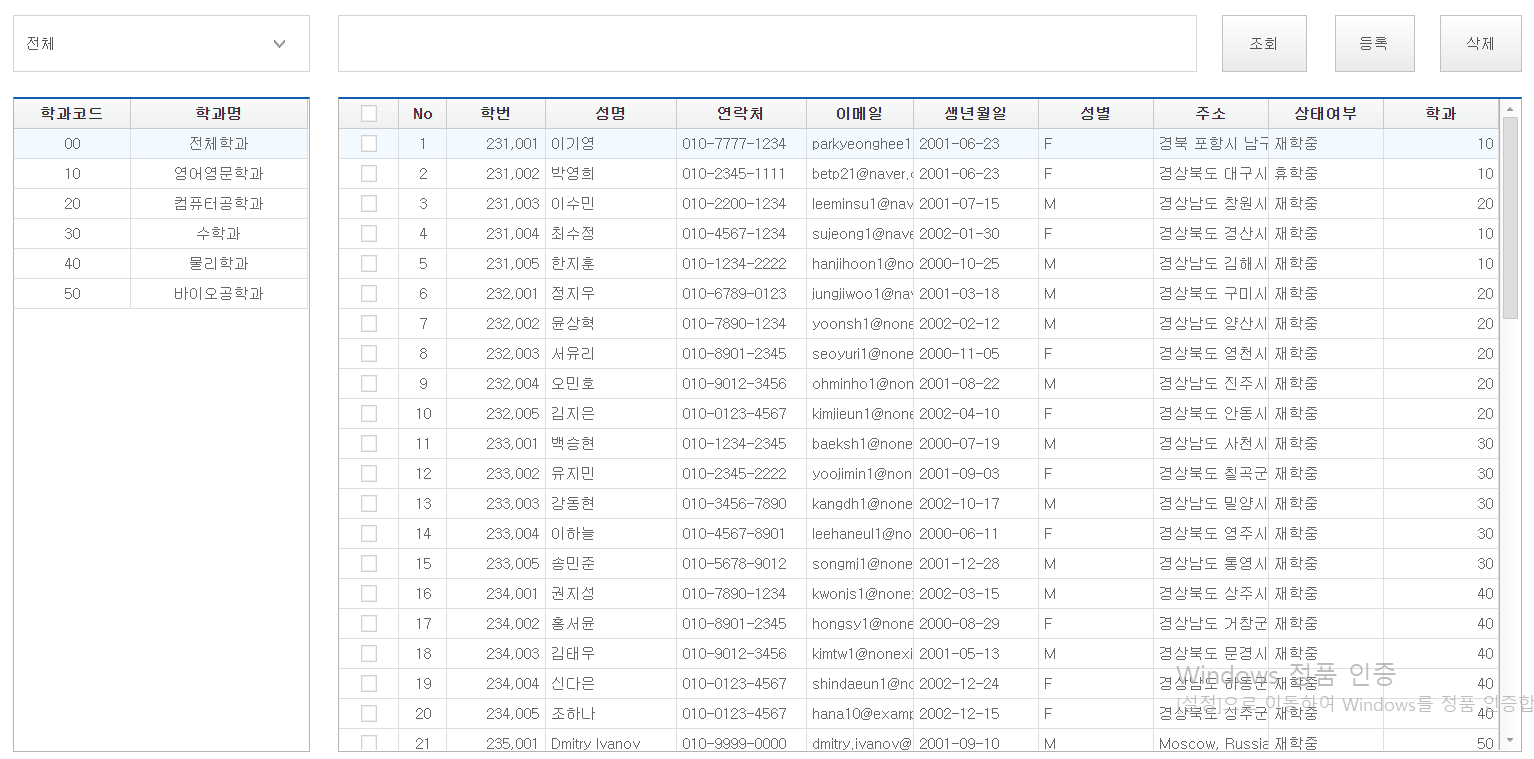 전체
조회 등록 삭제
학과코드 학과명
00 전체학과
10 영어영문학과
20 컴퓨터공학과
30 수학과
40 물리학과
50 바이오공학과
No 학번 성명 연락처 이메일 생년월일 성별 주소 상태여부 학과
1 231,001 이기영 010-7777-1234 parkyeonghee1 2001-06-23 F 경북 포항시 남구 재학중 10
2 231,002 박영희 010-2345-1111 betp21@naver.c 2001-06-23 F 경상북도 대구시 휴학중 10
3 231,003 이수민 010-2200-1234 leeminsu1@nav 2001-07-15 M 경상남도 창원시 재학중 20
4 231,004 최수정 010-4567-1234 sujeong1@nave 2002-01-30 F 경상북도 경산시 재학중 10
5 231,005 한지훈 010-1234-2222 hanjihoon1@no 2000-10-25 M 경상남도 김해시 재학중 10
6 232,001 정지우 010-6789-0123 jungjiwoo1@nav 2001-03-18 M 경상북도 구미시 재학중 20
7 232,002 윤상혁 010-7890-1234 yoonsh1@none 2002-02-12 M 경상남도 양산시 재학중 20
8 232,003 서유리 010-8901-2345 seoyuri1@none 2000-11-05 F 경상북도 영천시 재학중 20
9 232,004 오민호 010-9012-3456 ohminho1@non 2001-08-22 M 경상남도 진주시 재학중 20
10 232,005 김지은 010-0123-4567 kimjieun1@none 2002-04-10 F 경상북도 안동시 재학중 20
11 233,001 백승현 010-1234-2345 baeksh1@none 2000-07-19 M 경상남도 사천시 재학중 30
12 233,002 유지민 010-2345-2222 yoojimin1@non 2001-09-03 F 경상북도 칠곡군 재학중 30
13 233,003 강동현 010-3456-7890 kangdh1@none 2002-10-17 M 경상남도 밀양시 재학중 30
14 233,004 이하늘 010-4567-8901 leehaneul1@no 2000-06-11 F 경상북도 영주시 재학중 30
15 233,005 송민준 010-5678-9012 songmj1@none 2001-12-28 M 경상남도 통영시 재학중 30
16 234,001 권지성 010-7890-1234 kwonjs1@none: 2002-03-15 M 경상북도 상주시 재학중 40
17 234,002 홍서윤 010-8901-2345 hongsy1@none 2000-08-29 F 경상남도 거창군 재학중 40
18 234,003 김태우 010-9012-3456 kimtw1@nonexi 2001-05-13 M 경상북도 문경시 재학중 40
Windows 정품 인증
19 234,004 신다은 010-0123-4567 shindaeun1@no 2002-12-24 F 경상남도 하동군 재학중 40
[설정]으로 이동하여 Windows를 정품 인증합
20 234,005 조하나 010-0123-4567 hana10@examp 2002-12-15 F 경상북도 성주군 재학중 40
21 235,001 Dmitry Ivanov 010-9999-0000 dmitry.ivanov@ 2001-09-10 M Moscow, Russia 재학중 50